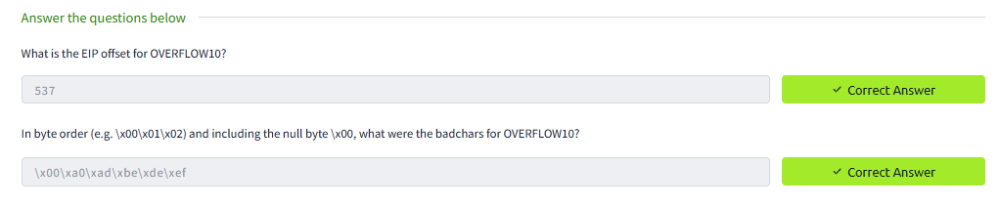 Answer the questions below
What is the EIP offset for OVERFLOW10?
537
✓ Correct Answer
In byte order (e.g. \x00\x01\x02) and including the null byte \x00, what were the badchars for OVERFLOW10?
\x00\xa0\xad\xbe\xde\xef
✓ Correct Answer